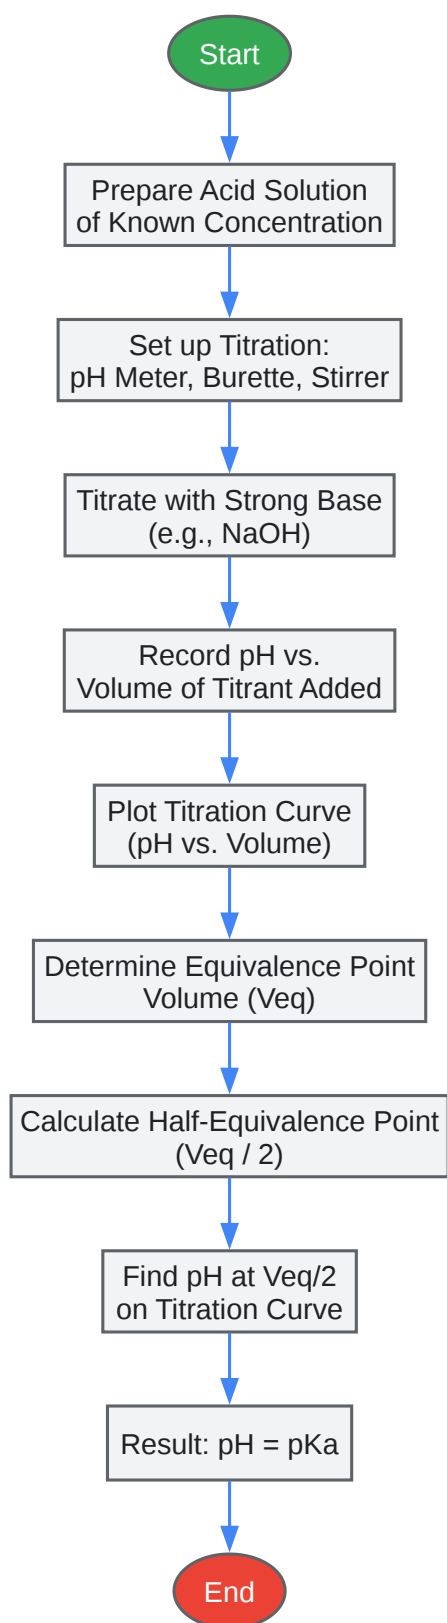 Start
Prepare Acid Solution
of Known Concentration
Set up Titration:
pH Meter, Burette, Stirrer
Titrate with Strong Base
(e.g., NaOH)
Record pH vs.
Volume of Titrant Added
Plot Titration Curve
(pH vs. Volume)
Determine Equivalence Point
Volume (Veq)
Calculate Half-Equivalence Point
(Veq / 2)
Find pH at Veq/2
on Titration Curve
Result: pH = pKa
End